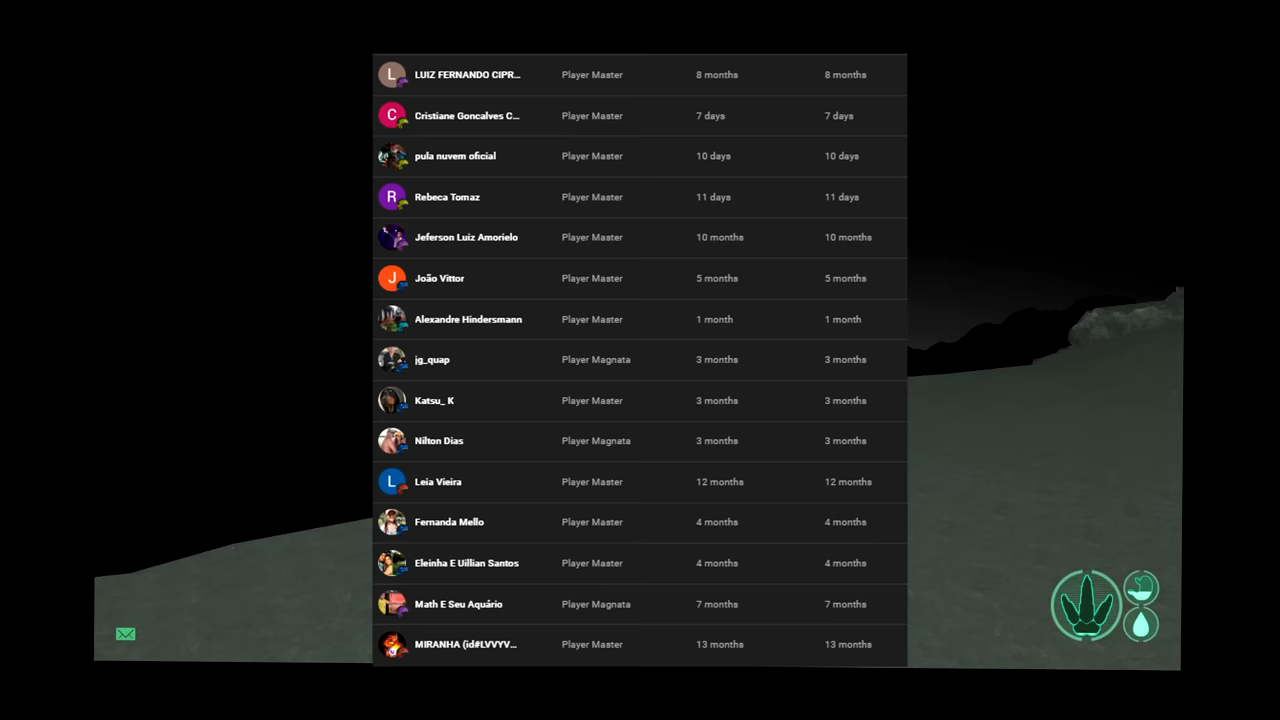 L LUIZ FERNANDO CIPR... Player Master 8 months 8 months
C Cristiane Goncalves C... Player Master 7 days 7 days
pula nuvem oficial Player Master 10 days 10 days
R Rebeca Tomaz Player Master 11 days 11 days
Jeferson Luiz Amorielo Player Master 10 months 10 months
J João Vittor Player Master 5 months 5 months
Alexandre Hindersmann Player Master 1 month 1 month
jg_quap Player Magnata 3 months 3 months
Katsu_ K Player Master 3 months 3 months
Nilton Dias Player Magnata 3 months 3 months
L Leia Vieira Player Master 12 months 12 months
Fernanda Mello Player Master 4 months 4 months
Eleinha E Uillian Santos Player Master 4 months 4 months
Math E Seu Aquário Player Magnata 7 months 7 months
MIRANHA (id#LVVYV... Player Master 13 months 13 months